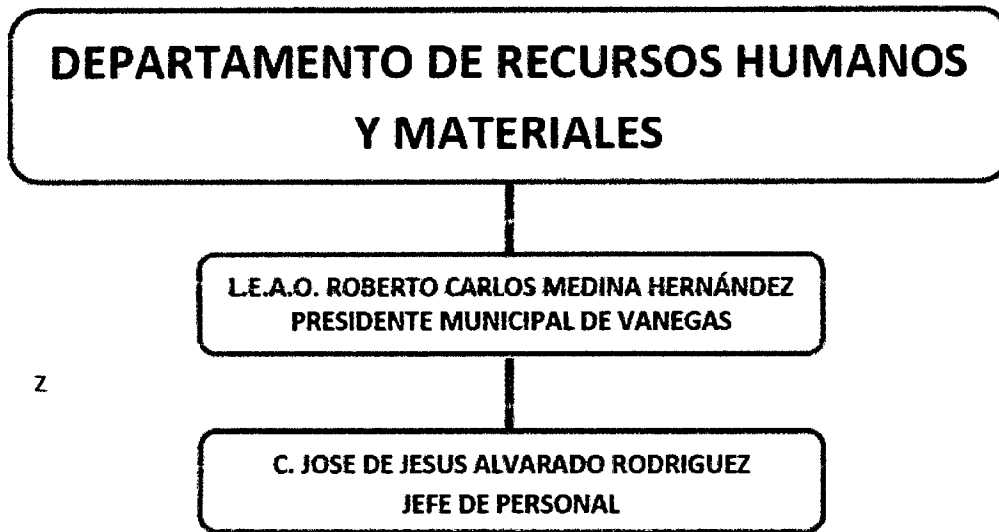 DEPARTAMENTO DE RECURSOS HUMANOS
Y MATERIALES
L.E.A.O. ROBERTO CARLOS MEDINA HERNÁNDEZ
PRESIDENTE MUNICIPAL DE VANEGAS
Z
C. JOSE DE JESUS ALVARADO RODRIGUEZ
JEFE DE PERSONAL